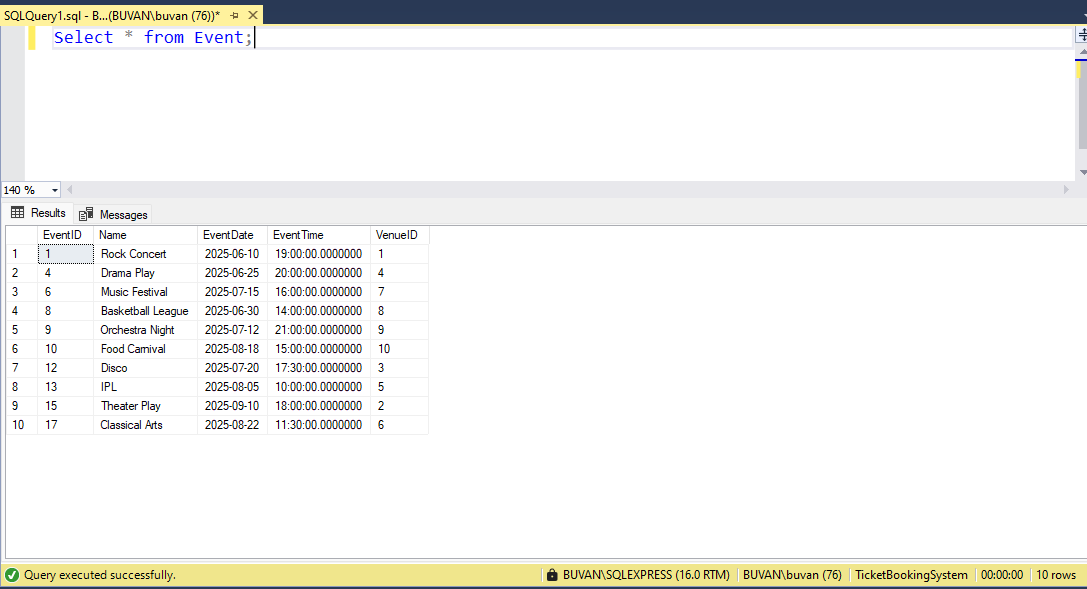 SQLQuery1.sql - B...(BUVAN\buvan (76))*
Select * from Event;
140 %
Results Messages
EventID Name EventDate EventTime VenueID
1 1 Rock Concert 2025-06-10 19:00:00.0000000 1
2 4 Drama Play 2025-06-25 20:00:00.0000000 4
3 6 Music Festival 2025-07-15 16:00:00.0000000 7
4 8 Basketball League 2025-06-30 14:00:00.0000000 8
5 9 Orchestra Night 2025-07-12 21:00:00.0000000 9
6 10 Food Carnival 2025-08-18 15:00:00.0000000 10
7 12 Disco 2025-07-20 17:30:00.0000000 3
8 13 IPL 2025-08-05 10:00:00.0000000 5
9 15 Theater Play 2025-09-10 18:00:00.0000000 2
10 17 Classical Arts 2025-08-22 11:30:00.0000000 6
Query executed successfully. BUVAN\SQLEXPRESS (16.0 RTM) BUVAN\buvan (76) TicketBookingSystem 00:00:00 10 rows